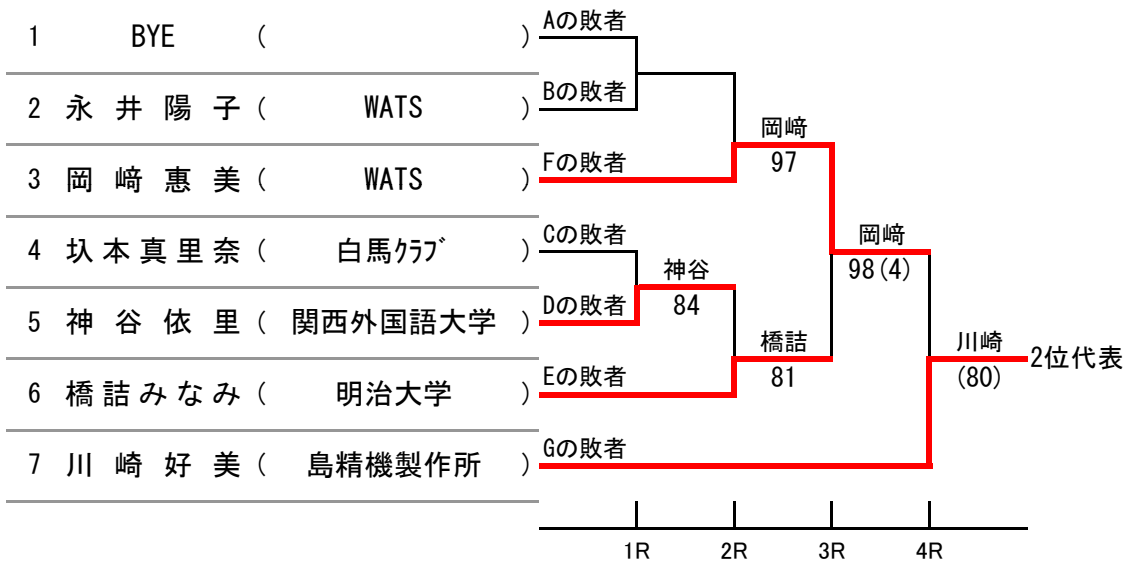 1 BYE ( ) Aの敗者
2 永井陽子 ( WATS ) Bの敗者
岡﨑
97
3 岡﨑惠美 ( WATS ) Fの敗者
4 圦本真里奈 ( 白馬ｸﾗﾌﾞ ) Cの敗者
岡﨑
98(4)
神谷
84
5 神谷依里 ( 関西外国語大学 ) Dの敗者
橋詰
81
川崎
(80)
2位代表
6 橋詰みなみ ( 明治大学 ) Eの敗者
7 川崎好美 ( 島精機製作所 ) Gの敗者
1R 2R 3R 4R